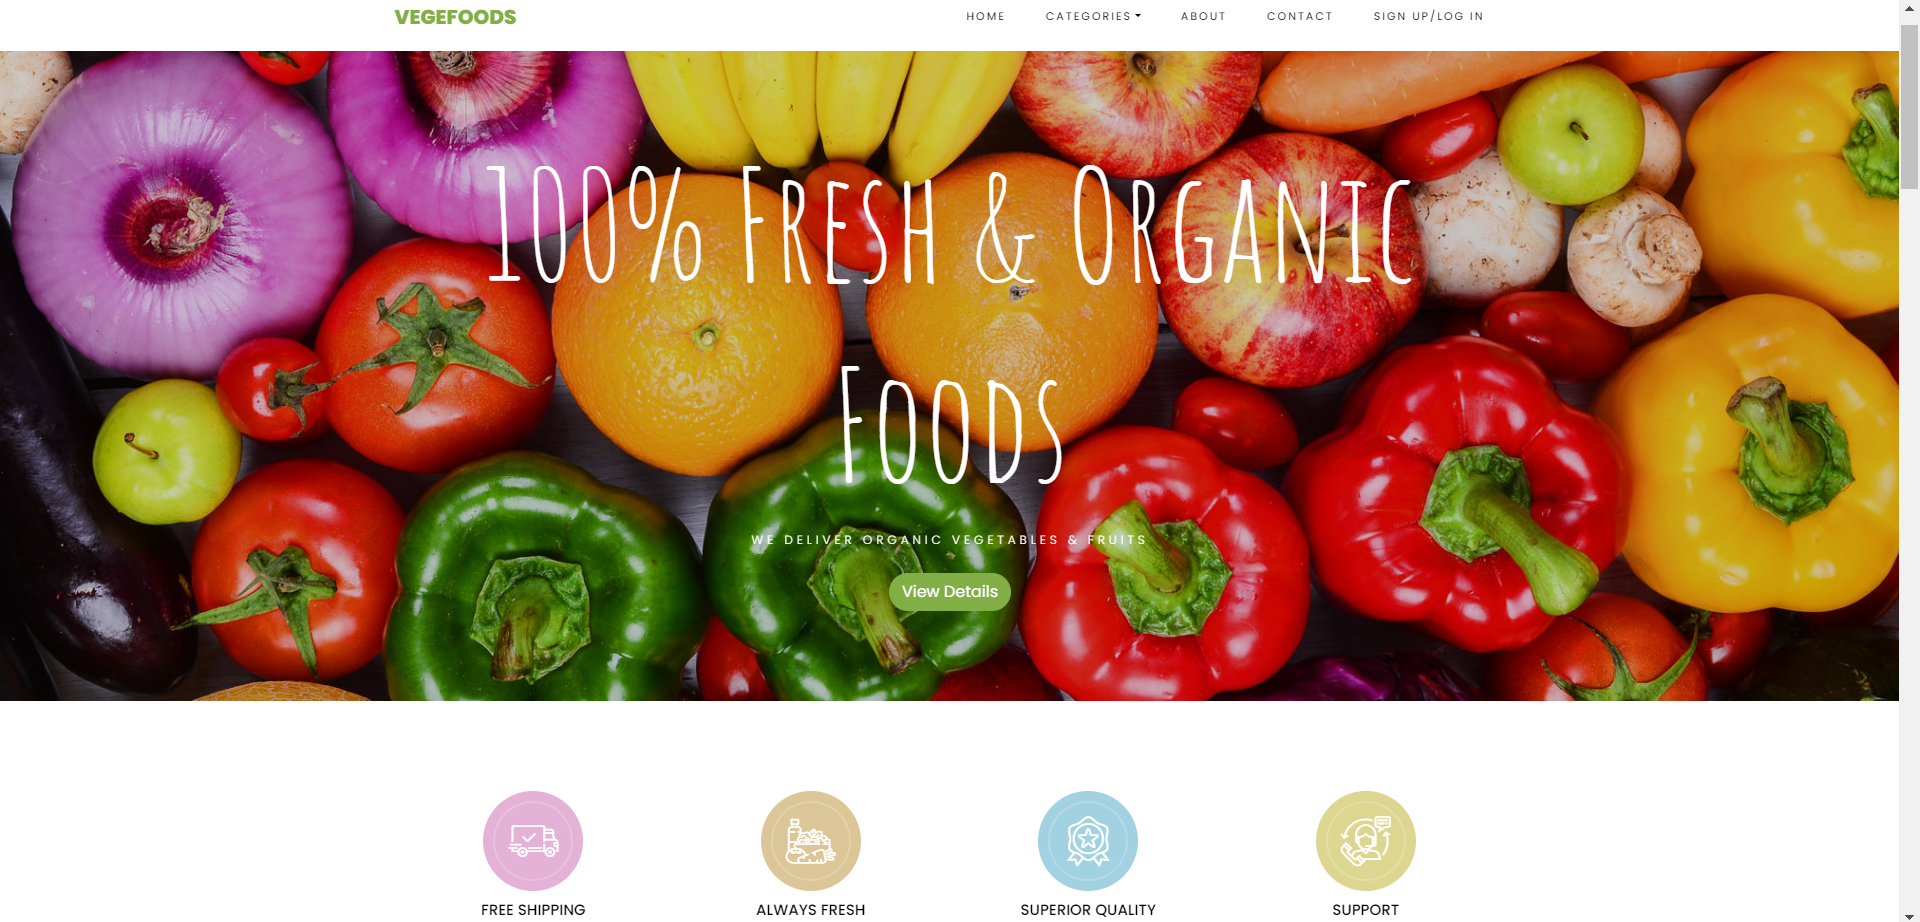 VEGEFOODS
HOME CATEGORIES ABOUT CONTACT SIGN UP/LOG IN
100% Fresh & Organic
Foods
WE DELIVER ORGANIC VEGETABLES & FRUITS
View Details
FREE SHIPPING ALWAYS FRESH SUPERIOR QUALITY SUPPORT